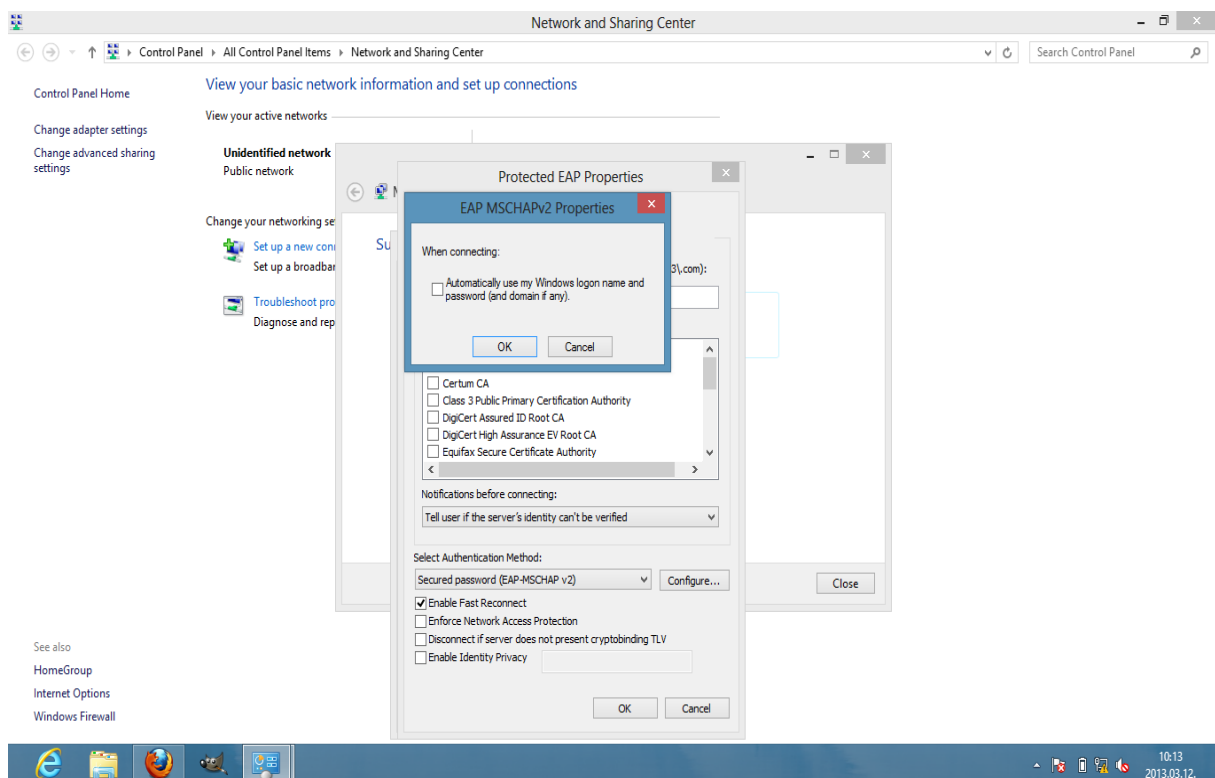 Network and Sharing Center
Control Panel All Control Panel Items Network and Sharing Center
Search Control Panel
Control Panel Home
Change adapter settings
Change advanced sharing
settings
See also
HomeGroup
Internet Options
Windows Firewall
View your basic network information and set up connections
View your active networks
Unidentified network
Public network
Change your networking se
Set up a new con
Set up a broadba
Troubleshoot pro
Diagnose and rep
Su
Close
Protected EAP Properties
3\.com):
EAP MSCHAPv2 Properties
When connecting:
Automatically use my Windows logon name and
password (and domain if any).
OK Cancel
Certum CA
Class 3 Public Primary Certification Authority
DigiCert Assured ID Root CA
DigiCert High Assurance EV Root CA
Equifax Secure Certificate Authority
Notifications before connecting:
Tell user if the server's identity can't be verified
Select Authentication Method:
Secured password (EAP-MSCHAP v2) Configure...
Enable Fast Reconnect
Enforce Network Access Protection
Disconnect if server does not present cryptobinding TLV
Enable Identity Privacy
OK Cancel
10:13
2013.03.12.